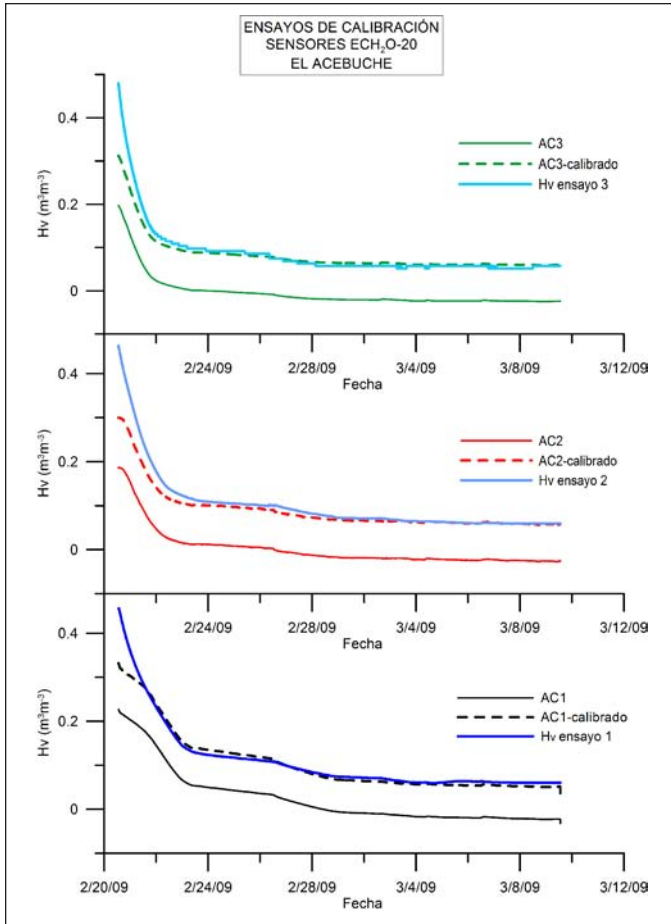 ENSAYOS DE CALIBRACIÓN
SENSORES ECH₂O-20
EL ACEBUCHE
Hv (m³m⁻³)
0.4
0.2
0
AC3
AC3-calibrado
Hv ensayo 3
2/24/09 2/28/09 3/4/09 3/8/09 3/12/09
Fecha
Hv (m³m⁻³)
0.4
0.2
0
AC2
AC2-calibrado
Hv ensayo 2
2/24/09 2/28/09 3/4/09 3/8/09 3/12/09
Fecha
Hv (m³m⁻³)
0.4
0.2
0
AC1
AC1-calibrado
Hv ensayo 1
2/20/09 2/24/09 2/28/09 3/4/09 3/8/09 3/12/09
Fecha